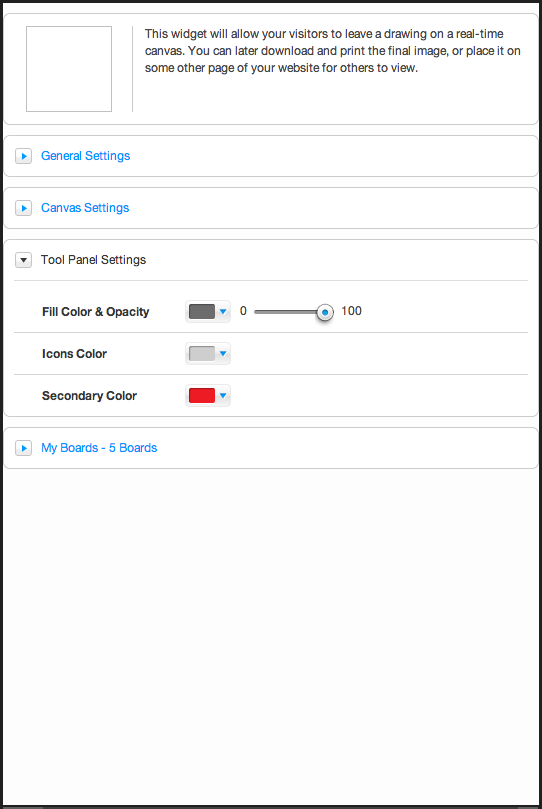 This widget will allow your visitors to leave a drawing on a real-time
canvas. You can later download and print the final image, or place it on
some other page of your website for others to view.
General Settings
Canvas Settings
Tool Panel Settings
Fill Color & Opacity 0 100
Icons Color
Secondary Color
My Boards - 5 Boards